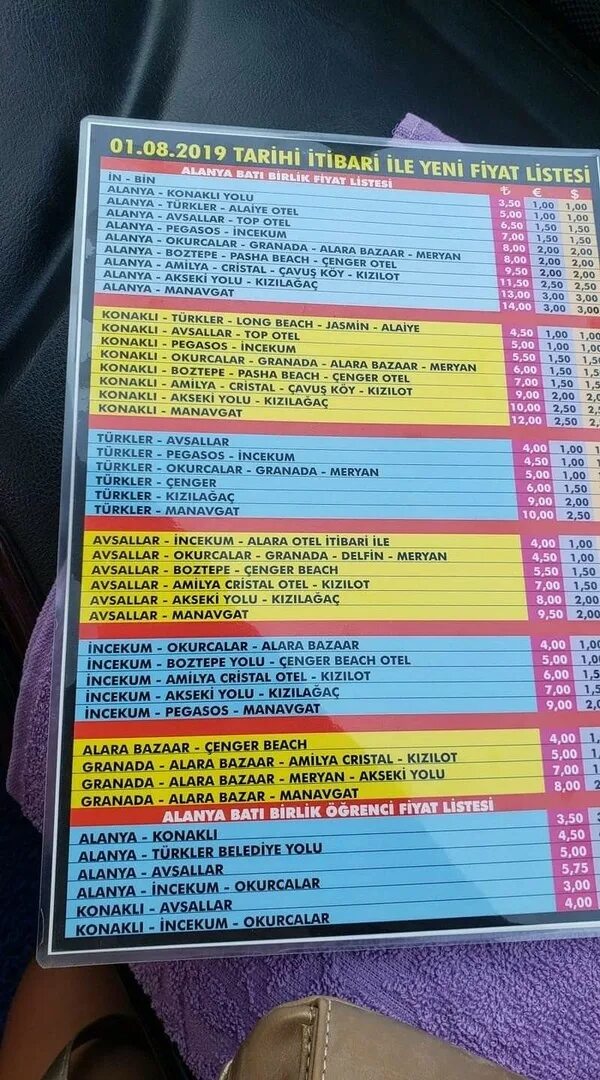 01.08.2019 TARİHİ İTİBARİ İLE YENİ FİYAT LİSTESİ
ALANYA BATI BİRLİK FİYAT LİSTESİ ₺ € $
İN - BİN 3,50 1,00 1,00
ALANYA - KONAKLI YOLU 5,00 1,00 1,00
ALANYA - TÜRKLER - ALAİYE OTEL 6,50 1,50 1,50
ALANYA - AVSALLAR - TOP OTEL 7,00 1,50 1,50
ALANYA - PEGASOS - İNCEKUM 8,00 2,00 2,00
ALANYA - OKURCALAR - GRANADA - ALARA BAZAAR - MERYAN 8,00 2,00 2,00
ALANYA - BOZTEPE - PASHA BEACH - ÇENGER OTEL 9,50 2,00 2,00
ALANYA - AMİLYA - CRİSTAL - ÇAVUŞ KÖY - KIZILOT 11,50 2,50 2,50
ALANYA - AKSEKİ YOLU - KIZILAĞAÇ 13,00 3,00 3,00
ALANYA - MANAVGAT 14,00 3,00 3,00
KONAKLI - TÜRKLER - LONG BEACH - JASMİN - ALAİYE 4,50 1,00 1,00
KONAKLI - AVSALLAR - TOP OTEL 5,00 1,00 1,00
KONAKLI - PEGASOS - İNCEKUM 5,50 1,50 1,50
KONAKLI - OKURCALAR - GRANADA - ALARA BAZAAR - MERYAN 6,00 1,50 1,50
KONAKLI - BOZTEPE - PASHA BEACH - ÇENGER OTEL 7,00 1,50 1,50
KONAKLI - AMİLYA - CRİSTAL - ÇAVUŞ KÖY - KIZILOT 9,00 2,00
KONAKLI - AKSEKİ YOLU - KIZILAĞAÇ 10,00 2,50
KONAKLI - MANAVGAT 12,00 2,50
TÜRKLER - AVSALLAR 4,00 1,00
TÜRKLER - PEGASOS - İNCEKUM 4,50 1,00
TÜRKLER - OKURCALAR - GRANADA - MERYAN 5,00 1,00
TÜRKLER - ÇENGER 6,00 1,50
TÜRKLER - KIZILAĞAÇ 9,00 2,00
TÜRKLER - MANAVGAT 10,00 2,50
AVSALLAR - İNCEKUM - ALARA OTEL İTİBARİ İLE 4,00 1,00
AVSALLAR - OKURCALAR - GRANADA - DELFİN - MERYAN 4,50 1,00
AVSALLAR - BOZTEPE - ÇENGER BEACH 5,50 1,50
AVSALLAR - AMİLYA CRİSTAL OTEL - KIZILOT 7,00 1,50
AVSALLAR - AKSEKİ YOLU - KIZILAĞAÇ 8,00 2,00
AVSALLAR - MANAVGAT 9,50 2,00
İNCEKUM - OKURCALAR - ALARA BAZAAR 4,00
İNCEKUM - BOZTEPE YOLU - ÇENGER BEACH OTEL 5,00
İNCEKUM - AMİLYA CRİSTAL OTEL - KIZILOT 6,00
İNCEKUM - AKSEKİ YOLU - KIZILAĞAÇ 7,00
İNCEKUM - PEGASOS - MANAVGAT 9,00
ALARA BAZAAR - ÇENGER BEACH 4,00
GRANADA - ALARA BAZAAR - AMİLYA CRISTAL - KIZILOT 5,00
GRANADA - ALARA BAZAAR - MERYAN - AKSEKİ YOLU 7,00
GRANADA - ALARA BAZAR - MANAVGAT 8,00
ALANYA BATI BİRLİK ÖĞRENCİ FİYAT LİSTESİ
ALANYA - KONAKLI 3,50
ALANYA - TÜRKLER BELEDİYE YOLU 4,50
ALANYA - AVSALLAR 5,00
ALANYA - İNCEKUM - OKURCALAR 5,75
KONAKLI - AVSALLAR 3,00
KONAKLI - İNCEKUM - OKURCALAR 4,00